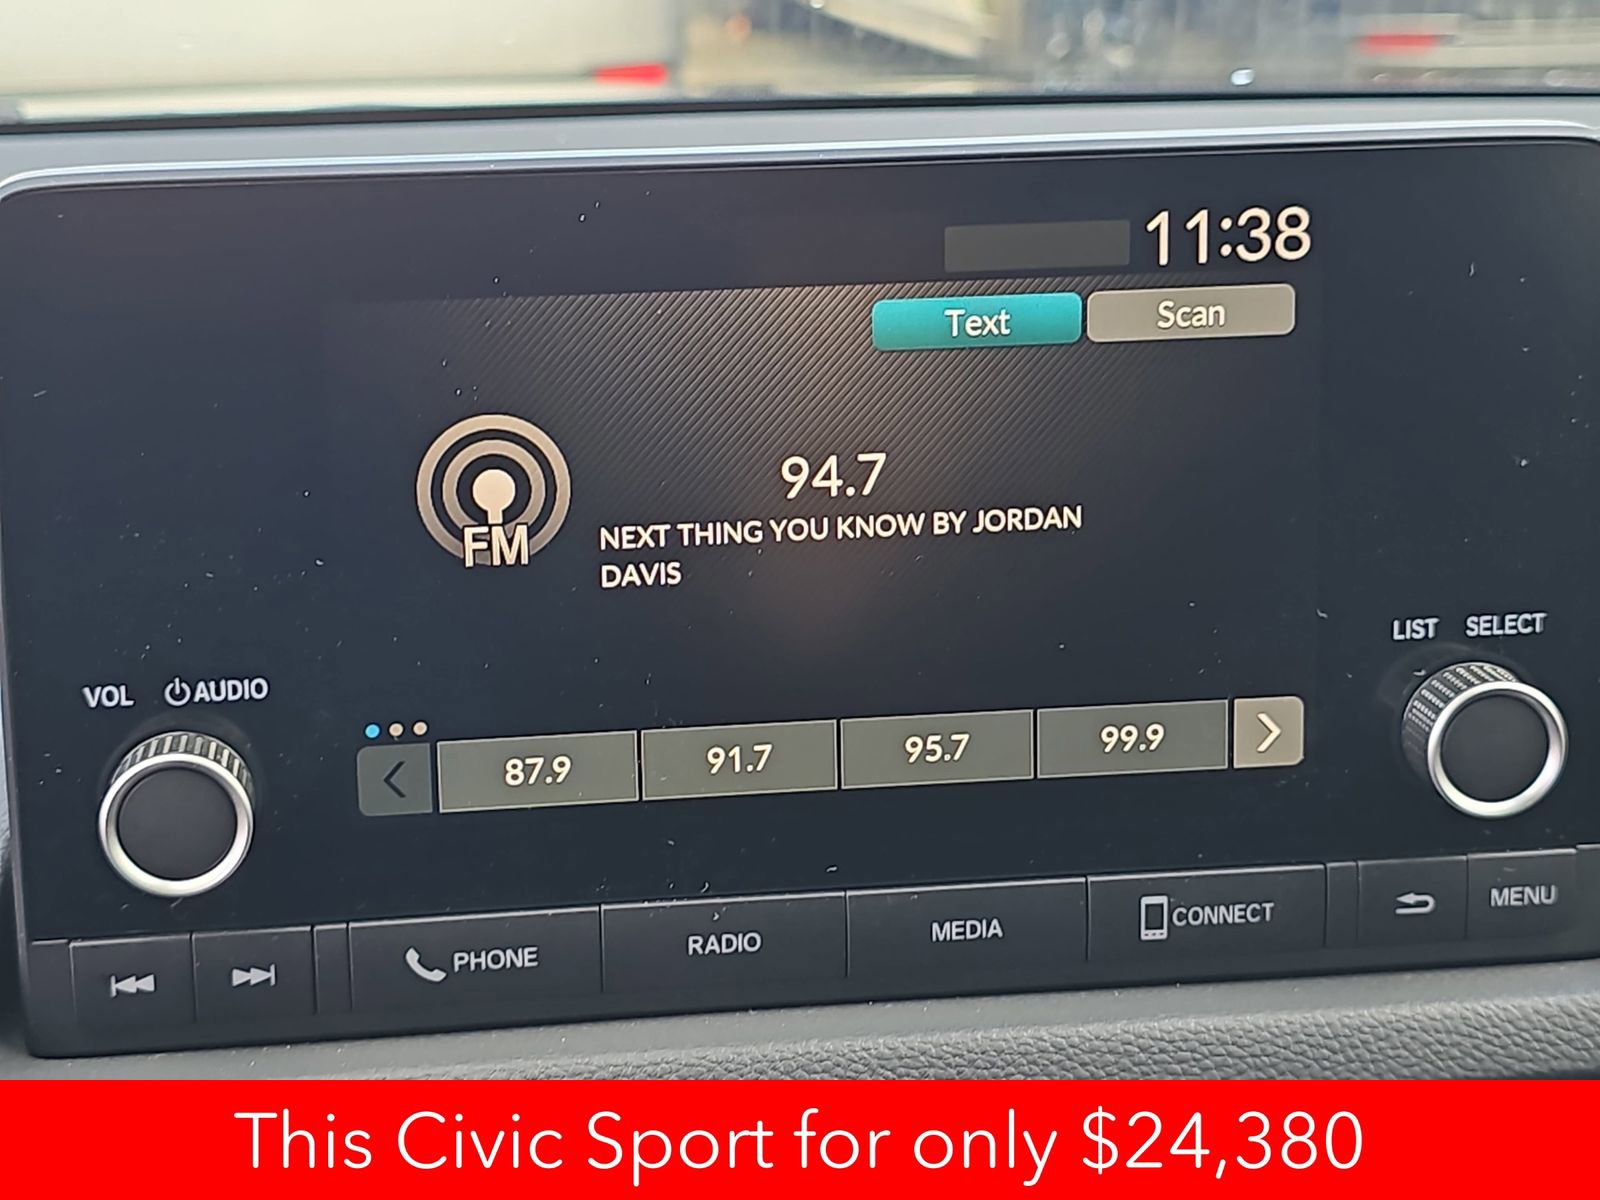 11:38
Text Scan
FM
94.7
NEXT THING YOU KNOW BY JORDAN
DAVIS
LIST SELECT
VOL AUDIO
87.9 91.7 95.7 99.9
PHONE RADIO MEDIA CONNECT MENU
This Civic Sport for only $24,380